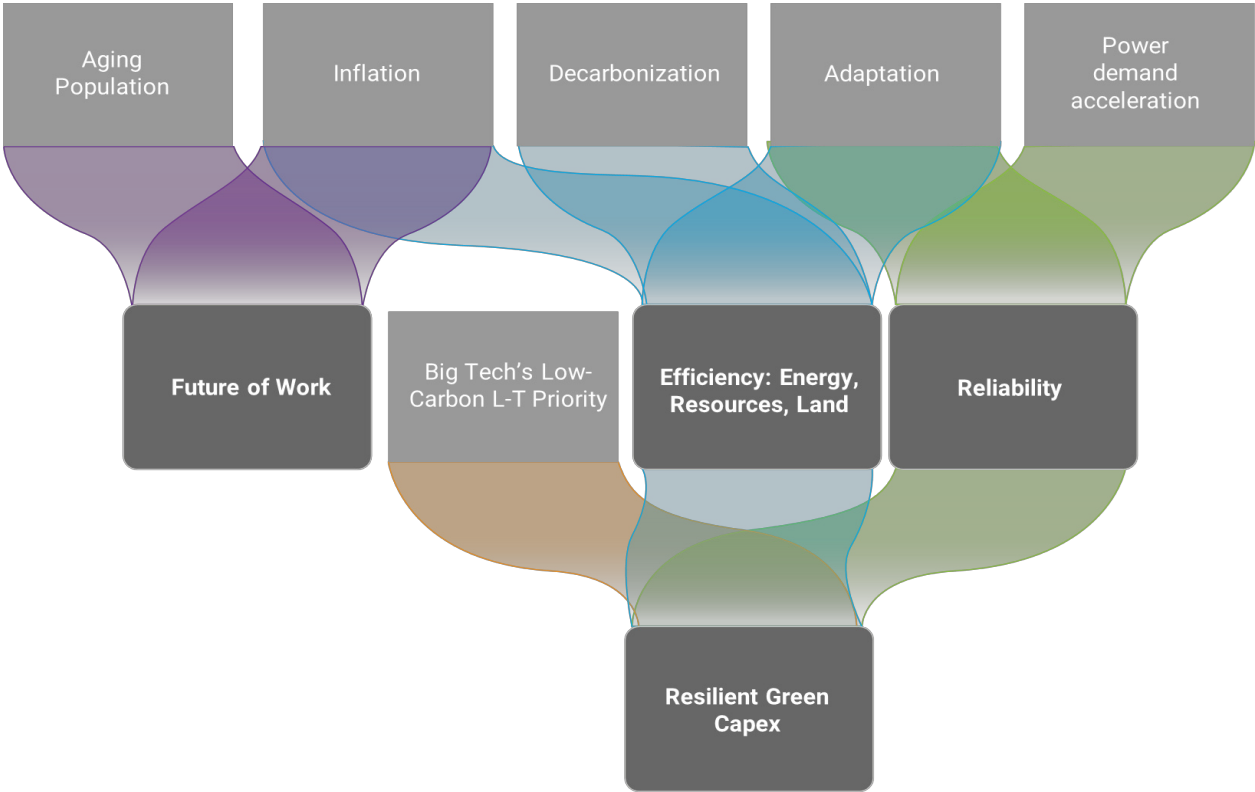 Aging
Population
Inflation
Decarbonization
Adaptation
Power
demand
acceleration
Future of Work
Big Tech’s Low-
Carbon L-T Priority
Efficiency: Energy,
Resources, Land
Reliability
Resilient Green
Capex